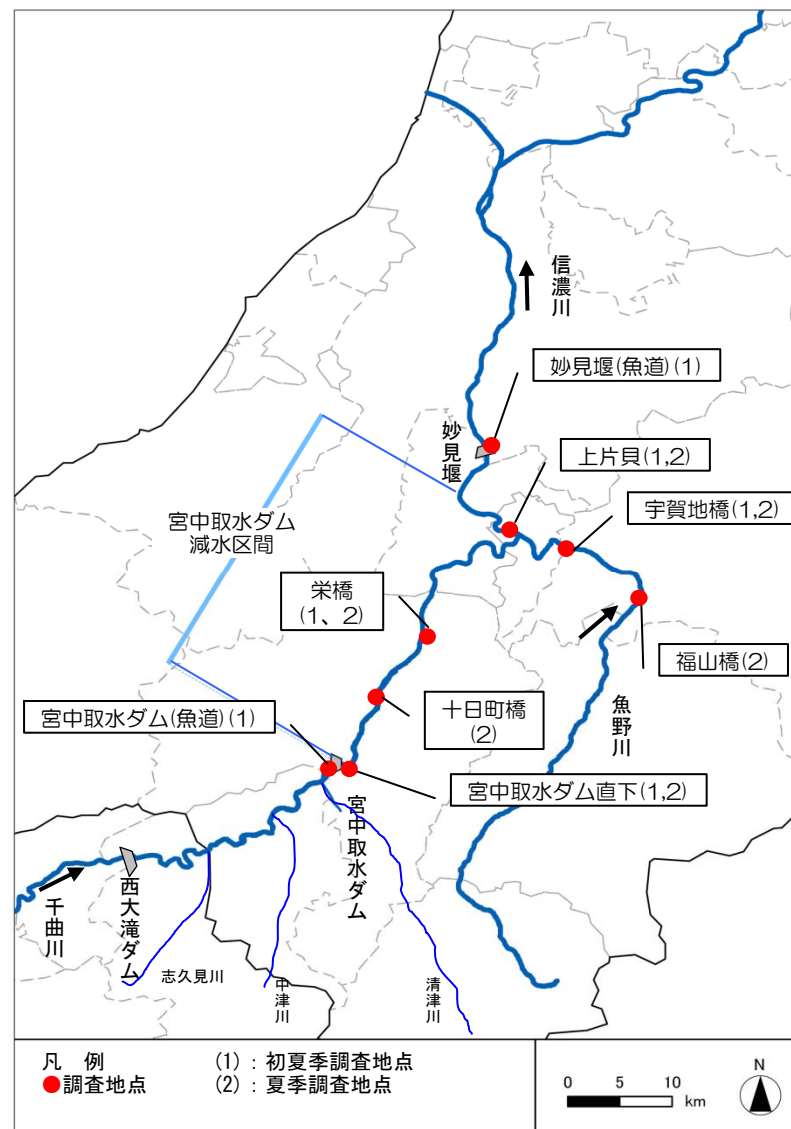 信濃川
妙見堰(魚道)(1)
妙見堰
上片貝(1,2)
宇賀地橋(1,2)
宮中取水ダム
減水区間
栄橋
(1、2)
福山橋(2)
宮中取水ダム(魚道)(1)
十日町橋
(2)
魚野川
宮中取水ダム直下(1,2)
宮中取水ダム
千曲川
西大滝ダム
志久見川
中津川
清津川
凡 例
(1):初夏季調査地点
●調査地点
(2):夏季調査地点
0 5 10
km
N